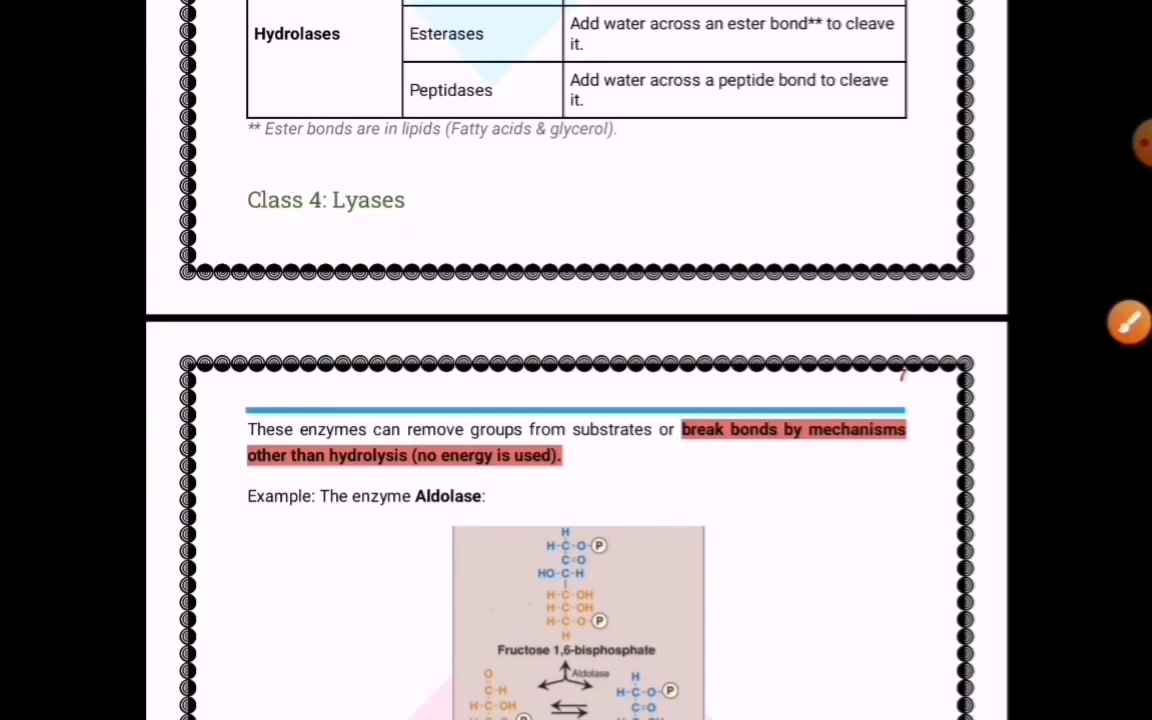 Hydrolases
Esterases
Add water across an ester bond** to cleave
it.
Peptidases
Add water across a peptide bond to cleave
it.
** Ester bonds are in lipids (Fatty acids & glycerol).
Class 4: Lyases
7
These enzymes can remove groups from substrates or break bonds by mechanisms
other than hydrolysis (no energy is used).
Example: The enzyme Aldolase:
H
H-C-O-P
C=O
HO-C-H
H-C-OH
H-C-OH
H-C-O-P
H
Fructose 1,6-bisphosphate
Aldolase
O
C-H
H-C-OH
H
H-C-O-P
C=O